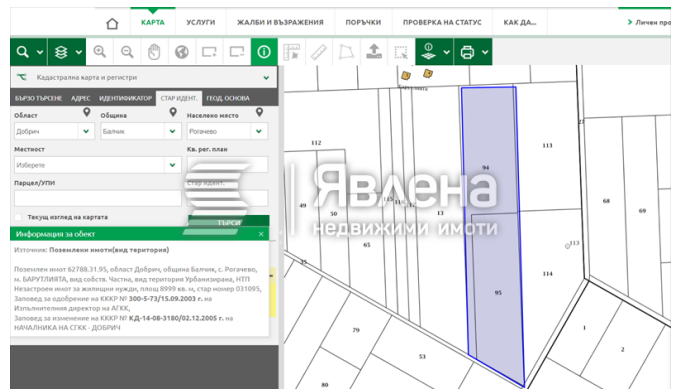 КАРТА УСЛУГИ ЖАЛБИ И ВЪЗРАЖЕНИЯ ПОРЪЧКИ ПРОВЕРКА НА СТАТУС КАК ДА... Личен про
Кадастрална карта и регистри
БЪРЗО ТЪРСЕНЕ АДРЕС ИДЕНТИФИКАТОР СТАР ИДЕНТ. ГЕОД. ОСНОВА
Област Община Населено място
Добрич Балчик Рогачево
Местност Кв. рег. план
Изберете
Парцел/УПИ Стар идент.
Текущ изглед на картата ТЪРСИ
Информация за обект ×
Източник: Поземлени имоти(вид територия)
Поземлен имот 62788.31.95, област Добрич, община Балчик, с. Рогачево,
м. БАРУТЛИЯТА, вид собств. Частна, вид територия Урбанизирана, НТП
Незастроен имот за жилищни нужди, площ 8999 кв. м, стар номер 031095,
Заповед за одобрение на КККР № 300-5-73/15.09.2003 г. на
Изпълнителния директор на АГКК,
Заповед за изменение на КККР № КД-14-08-3180/02.12.2005 г. на
НАЧАЛНИКА НА СГКК - ДОБРИЧ
Явлена
недвижими имоти
112
113
94
49
50
13
68
69
65
113
35
114
95
79
53
80
1
2